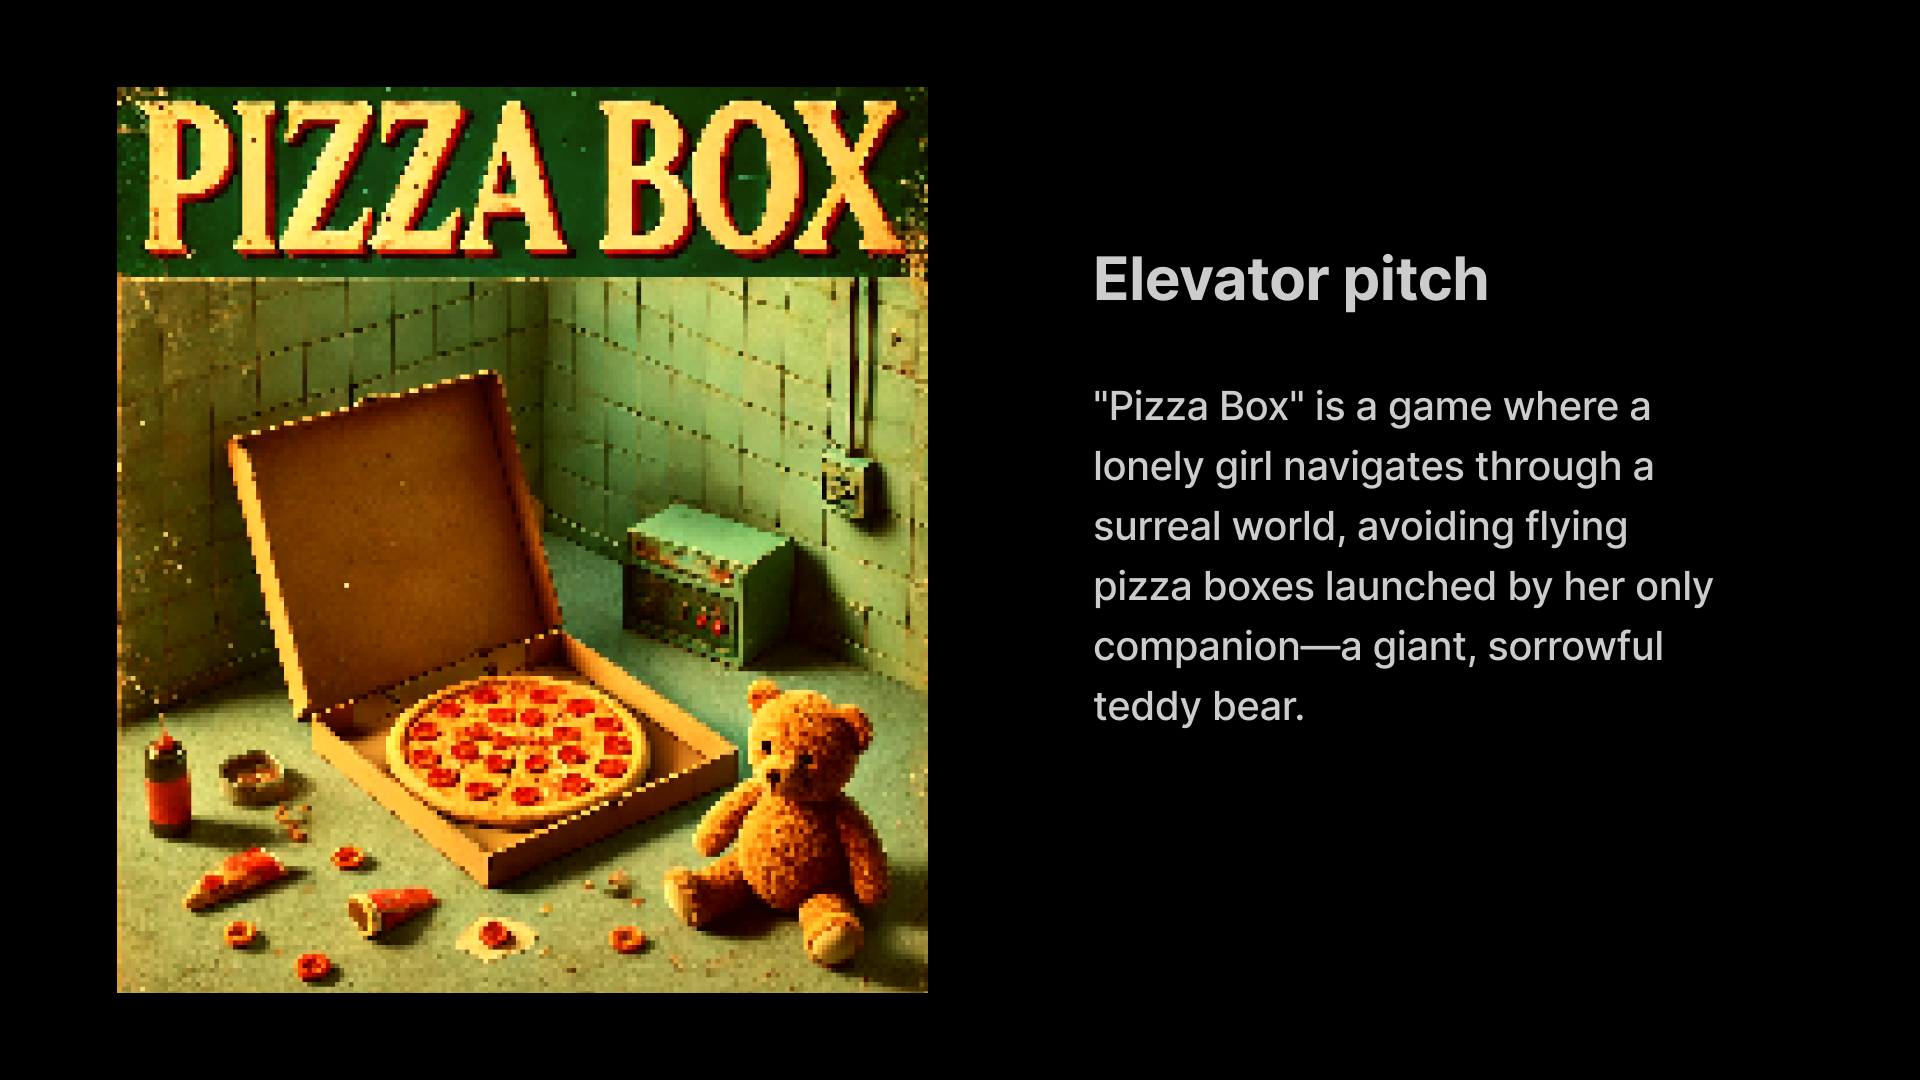 PIZZA BOX
Elevator pitch
"Pizza Box" is a game where a
lonely girl navigates through a
surreal world, avoiding flying
pizza boxes launched by her only
companion—a giant, sorrowful
teddy bear.